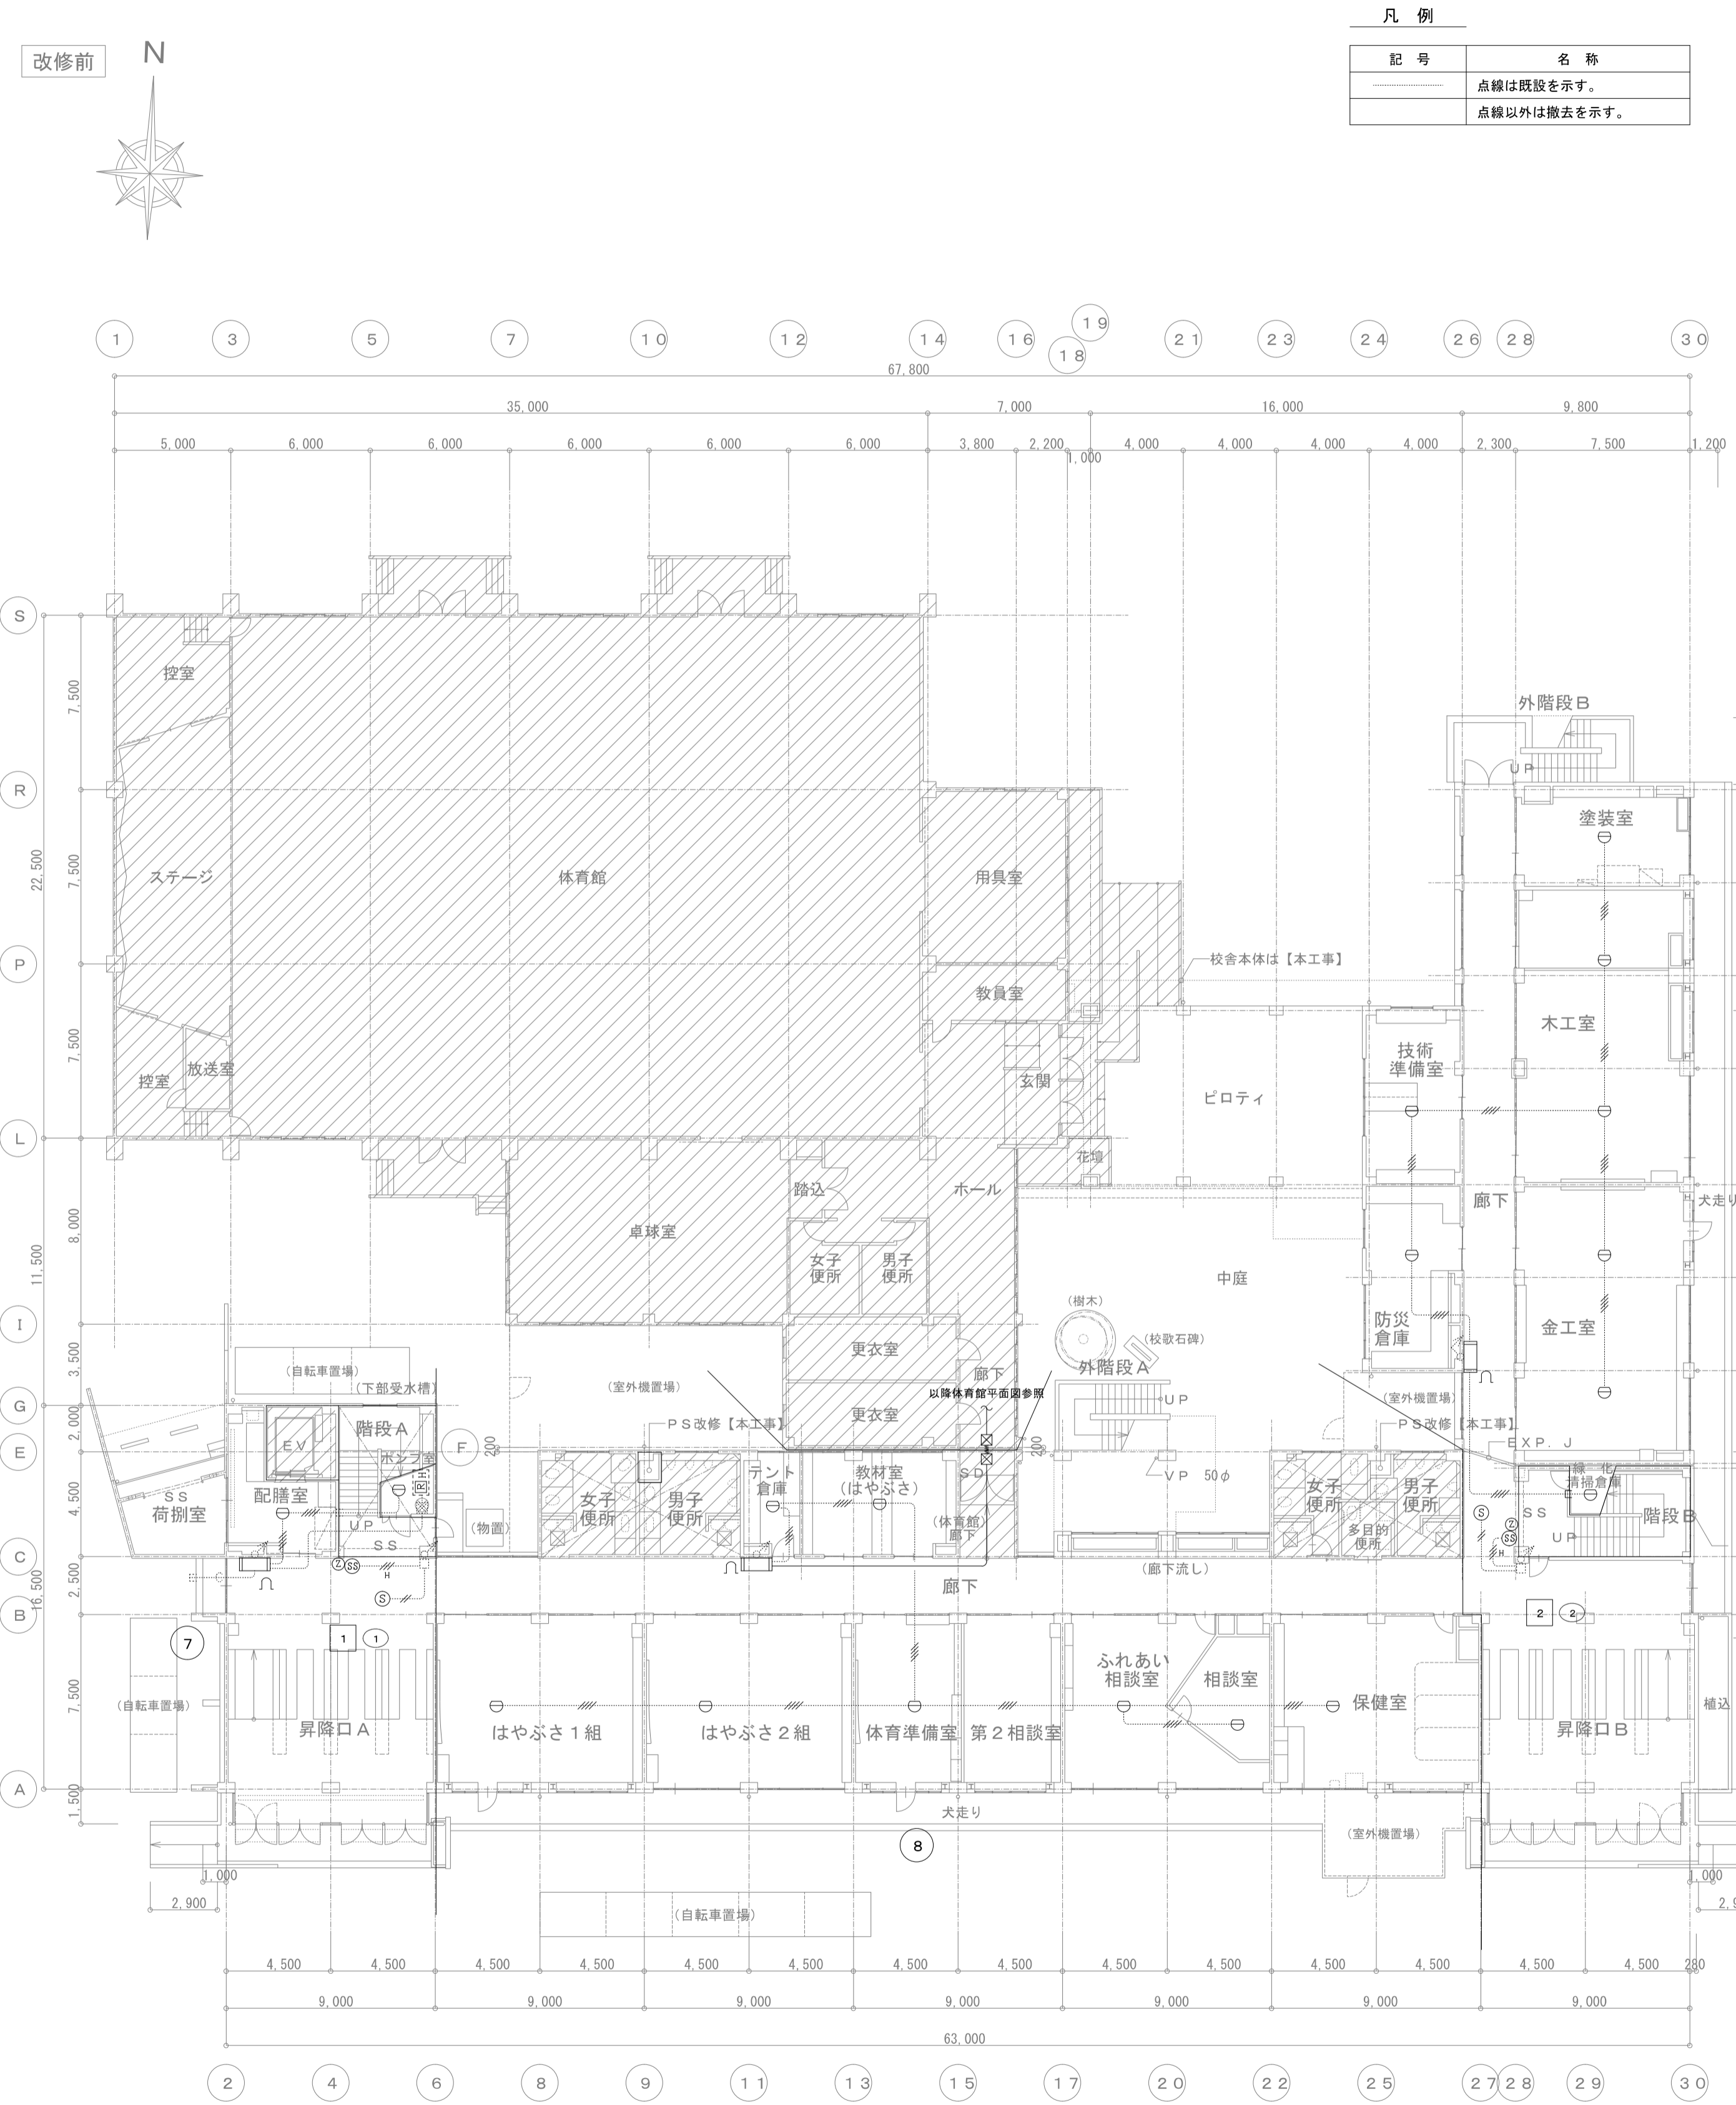 凡 例
記 号 名 称
点線は既設を示す。
点線以外は撤去を示す。
改修前
N
1 3 5 7 10 12 14 16 18 19 21 23 24 26 28 30
67,800
35,000 7,000 16,000 9,800
5,000 6,000 6,000 6,000 6,000 6,000 3,800 2,200 1,000 4,000 4,000 4,000 4,000 2,300 7,500 1,200
S
控室
7,500
外階段B
UP
R
塗装室
22,500
7,500
ステージ
体育館
用具室
P
校舎本体は【本工事】
教員室
木工室
7,500
控室
放送室
玄関
ピロティ
技術
準備室
L
花壇
踏込
ホール
廊下
犬走り
8,000
卓球室
11,500
女子
便所
男子
便所
中庭
(樹木)
I
防災
倉庫
金工室
(校歌石碑)
更衣室
3,500
(自転車置場)
(下部受水槽)
(室外機置場)
廊下
外階段A
以降体育館平面図参照
UP
(室外機置場)
G
2,000
階段A
更衣室
PS改修【本工事】
PS改修【本工事】
EV
ポンプ室
E
F
200
200
EXP. J
4,500
SS
荷捌室
配膳室
UP
SS
(物置)
女子
便所
男子
便所
テント
倉庫
教材室
(はやぶさ)
SD
(体育館)
廊下
VP 50φ
女子
便所
男子
便所
多目的
便所
清掃倉庫
SS
UP
階段B
R
H
S
Z
SS
H
C
Z
SS
H
S
2,500
廊下
(廊下流し)
16,500
B
7
1 1
2 2
7,500
(自転車置場)
昇降口A
はやぶさ1組
はやぶさ2組
体育準備室
第2相談室
ふれあい
相談室
相談室
保健室
昇降口B
植込
A
1,500
犬走り
8
(室外機置場)
1,000
2,900
1,000
(自転車置場)
4,500 4,500 4,500 4,500 4,500 4,500 4,500 4,500 4,500 4,500 4,500 4,500 4,500 4,500 280
9,000 9,000 9,000 9,000 9,000 9,000 9,000
63,000
2 4 6 8 9 11 13 15 17 20 22 25 27 28 29 30